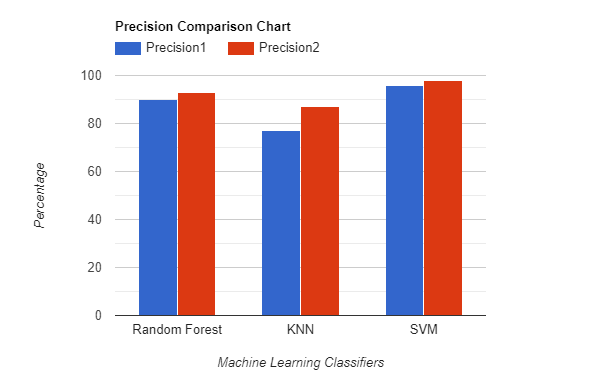 Precision Comparison Chart
Precision1 Precision2
100
80
60
40
20
0
Percentage
Random Forest KNN SVM
Machine Learning Classifiers